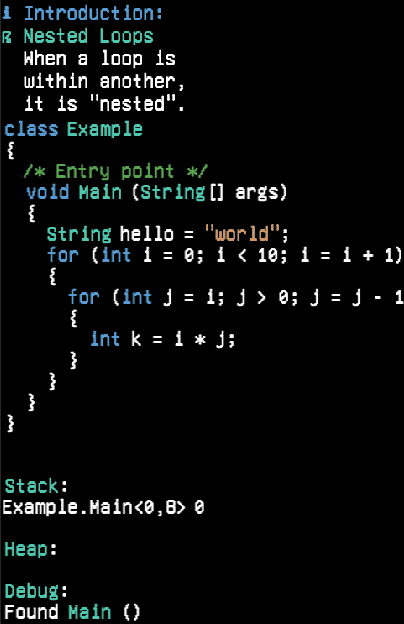 i Introduction:
Nested Loops
When a loop is
within another,
it is "nested".
class Example
{
/* Entry point */
void Main (String[] args)
{
String hello = "world";
for (int i = 0; i < 10; i = i + 1)
{
for (int j = i; j > 0; j = j - 1
{
int k = i * j;
}
}
}
}
Stack:
Example.Main<0,8> 0
Heap:
Debug:
Found Main ()